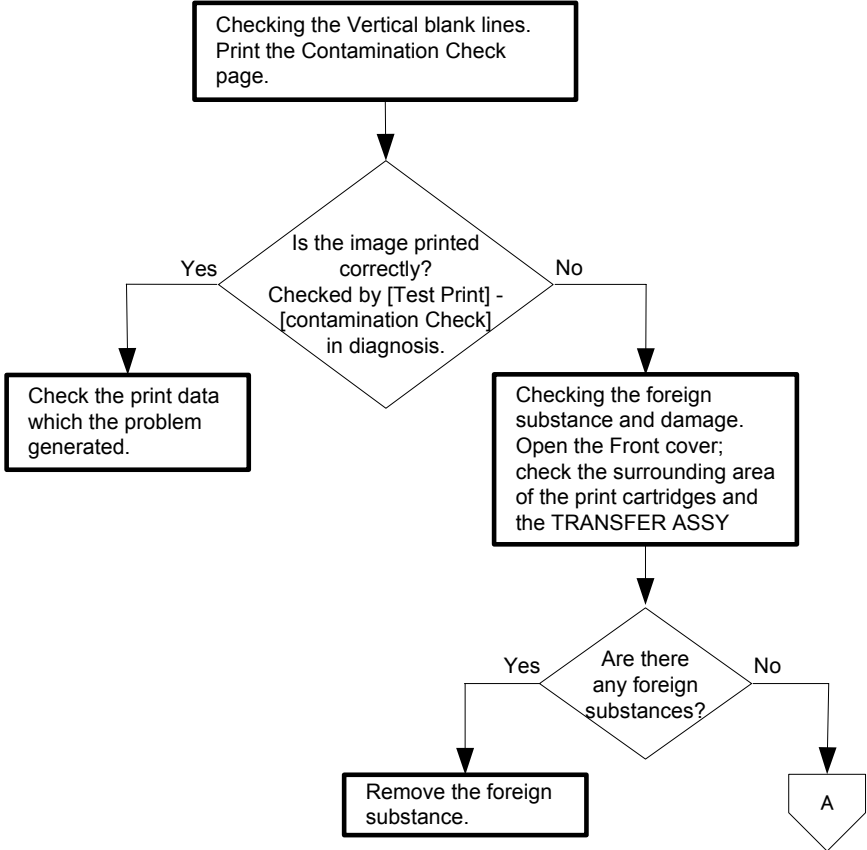 Checking the Vertical blank lines.
Print the Contamination Check
page.
Is the image printed
correctly?
Checked by [Test Print] -
[contamination Check]
in diagnosis.
Yes
No
Check the print data
which the problem
generated.
Checking the foreign
substance and damage.
Open the Front cover;
check the surrounding area
of the print cartridges and
the TRANSFER ASSY
Are there
any foreign
substances?
Yes
No
Remove the foreign
substance.
A